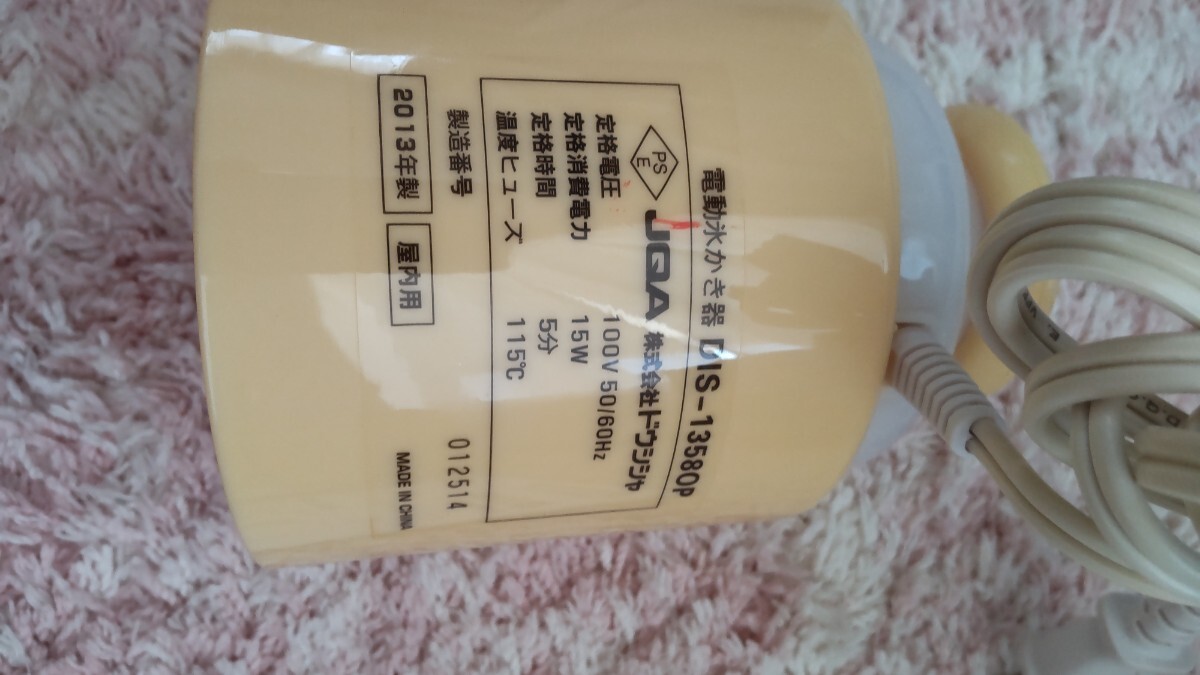 電動氷かき器 DIS-13580p
PS
E
JQA 株式会社ドウシシャ
定格電圧 100V 50/60Hz
定格消費電力 15W
定格時間 5分
温度ヒューズ 115℃
製造番号 012514
2013年製 屋内用 MADE IN CHINA